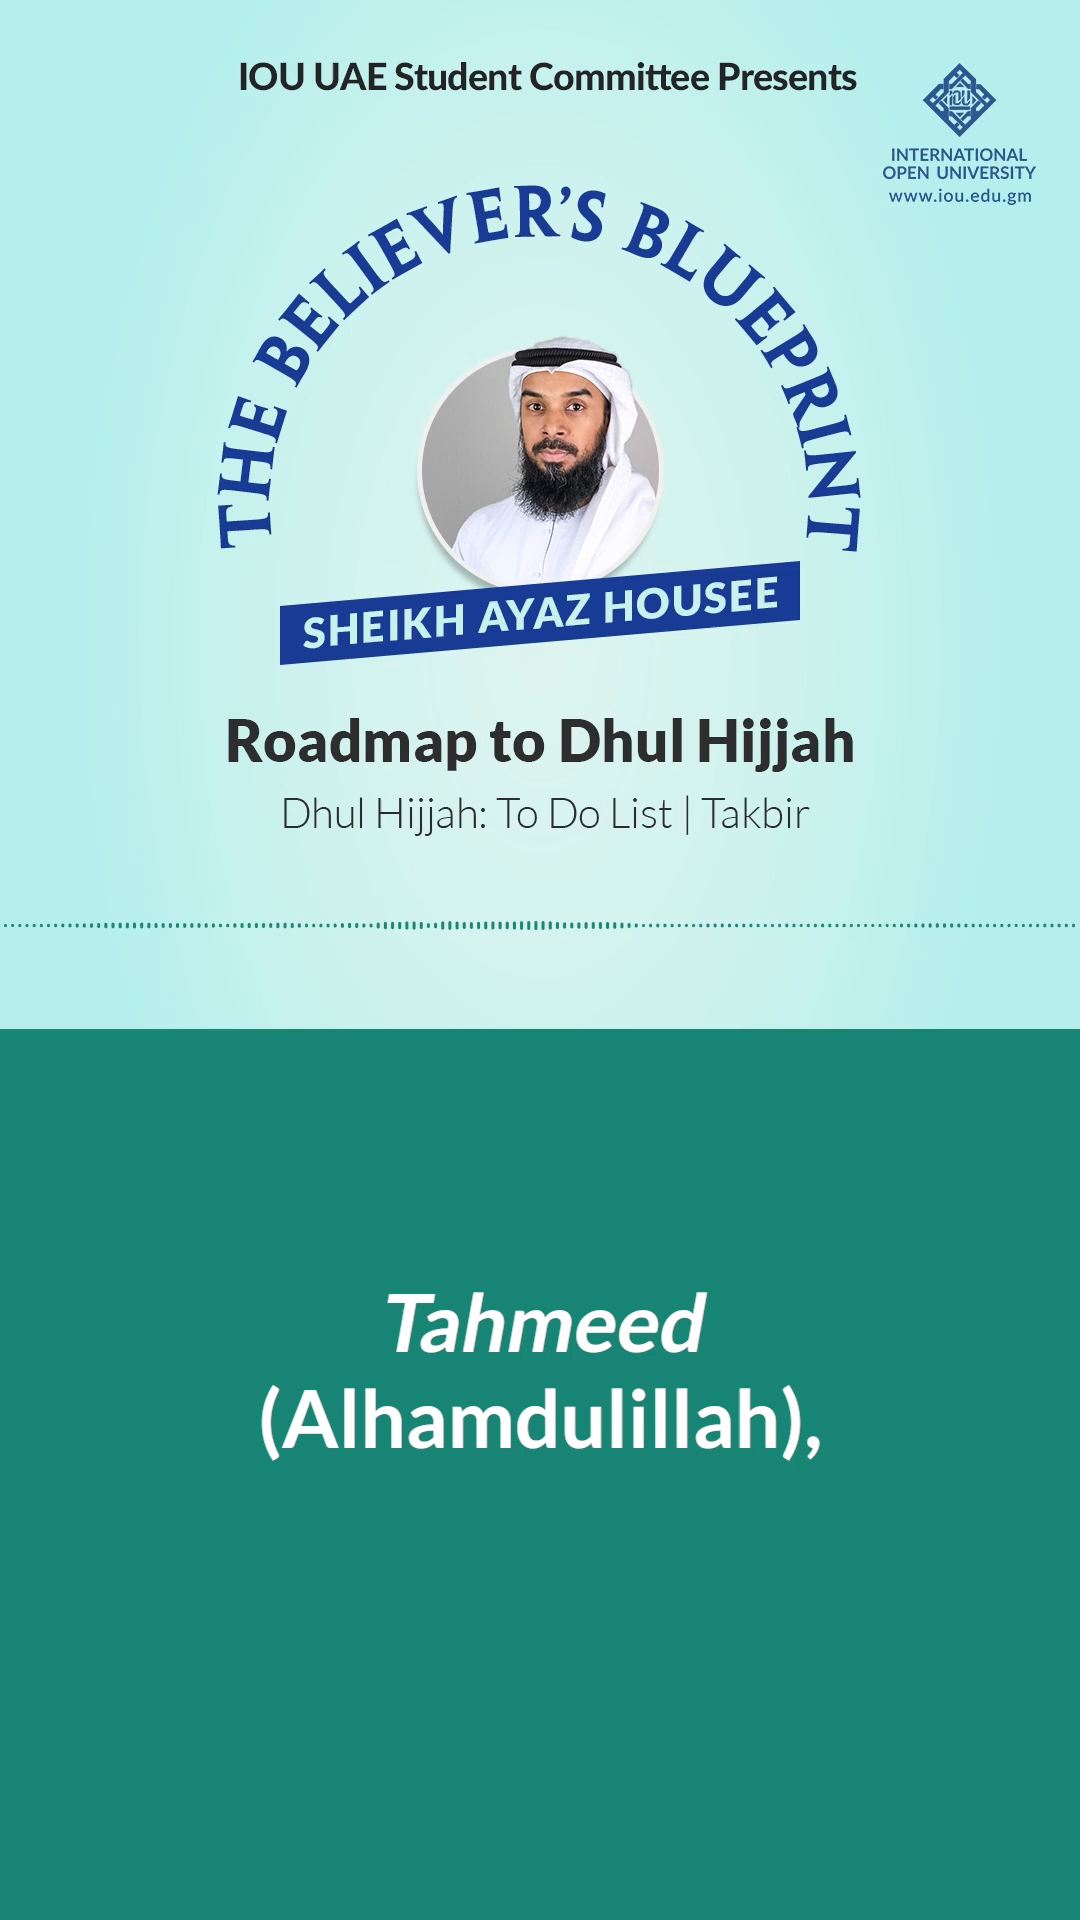 IOU UAE Student Committee Presents
INTERNATIONAL
OPEN UNIVERSITY
www.iou.edu.gm
THE BELIEVER'S BLUEPRINT
SHEIKH AYAZ HOUSEE
Roadmap to Dhul Hijjah
Dhul Hijjah: To Do List | Takbir
Tahmeed
(Alhamdulillah),